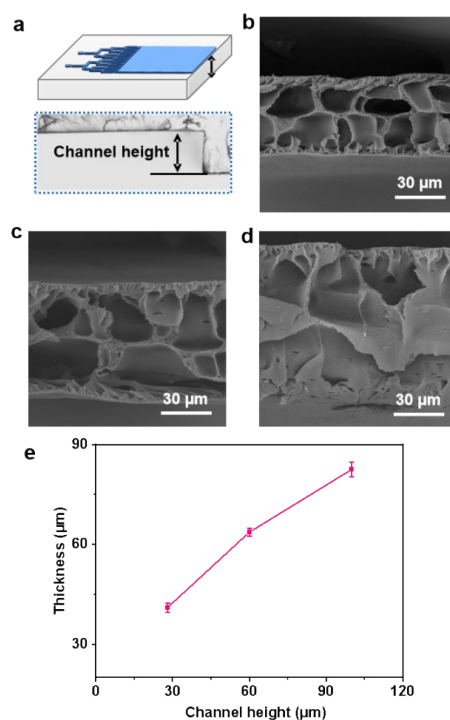 a
b
Channel height
30 μm
c
d
30 μm
30 μm
e
90
60
30
Thickness (μm)
0
30
60
90
120
Channel height (μm)